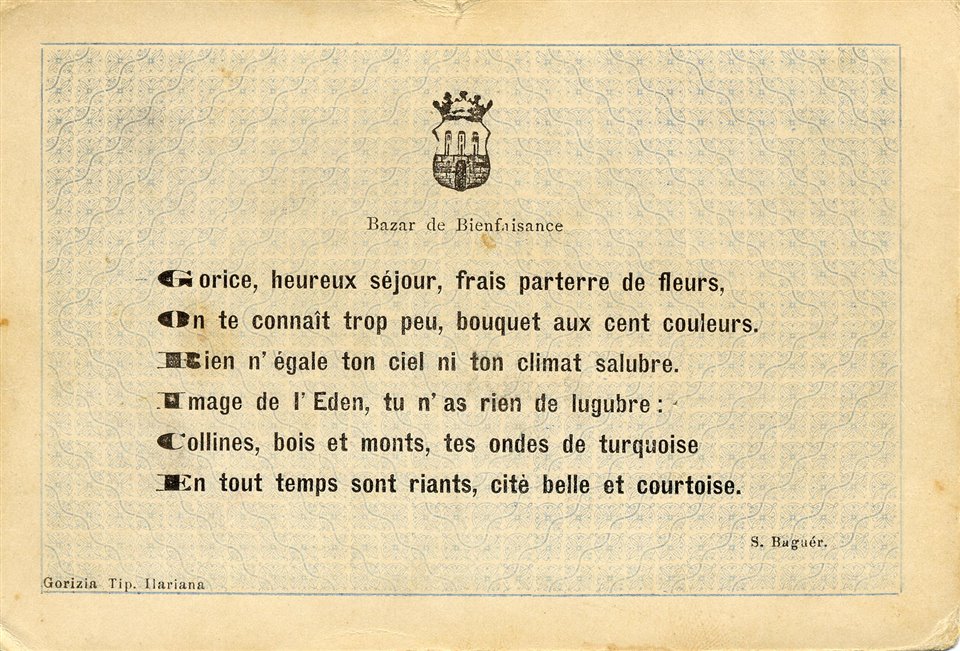 Bazar de Bienfaisance
Gorice, heureux séjour, frais parterre de fleurs,
On te connaît trop peu, bouquet aux cent couleurs.
Rien n'égale ton ciel ni ton climat salubre.
Image de l'Eden, tu n'as rien de lugubre :
Collines, bois et monts, tes ondes de turquoise
En tout temps sont riants, citè belle et courtoise.
S. Baguér.
Gorizia Tip. Ilariana